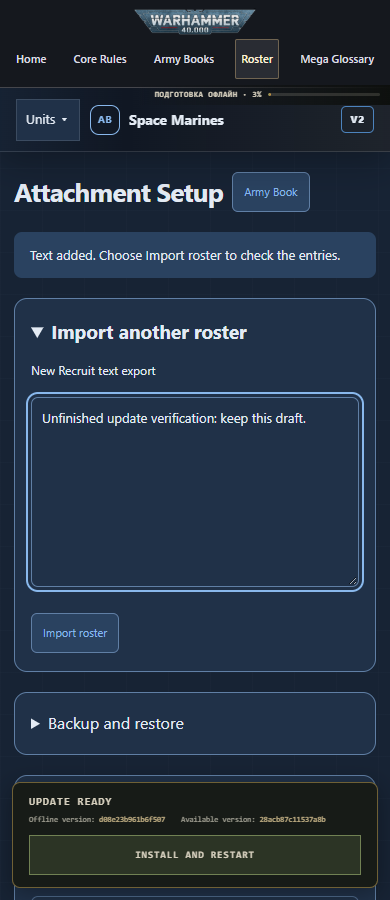 WARHAMMER
40,000
Home
Core Rules
Army Books
Roster
Mega Glossary
ПОДГОТОВКА ОФЛАЙН · 3%
Units
AB
Space Marines
V2
Attachment Setup
Army Book
Text added. Choose Import roster to check the entries.
Import another roster
New Recruit text export
Unfinished update verification: keep this draft.
Import roster
Backup and restore
UPDATE READY
Offline version: d08e23b961b6f507 Available version: 28acb87c11537a8b
INSTALL AND RESTART